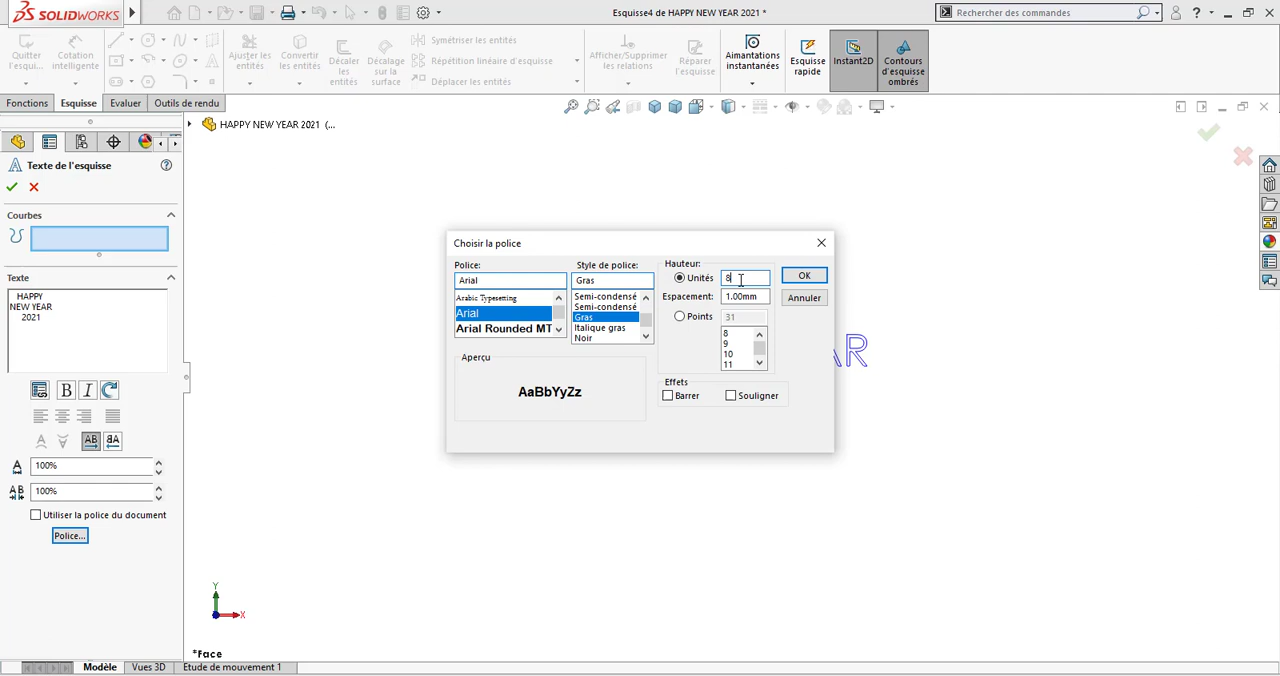 SOLIDWORKS
Esquisse4 de HAPPY NEW YEAR 2021 *
Rechercher des commandes
Quitter l'esqui...
Cotation intelligente
Ajuster les entités
Convertir les entités
Décaler les entités
Décalage sur la surface
Symétriser les entités
Répétition linéaire d'esquisse
Déplacer les entités
Afficher/Supprimer les relations
Réparer l'esquisse
Aimantations instantanées
Esquisse rapide
Instant2D
Contours d'esquisse ombrés
Fonctions
Esquisse
Evaluer
Outils de rendu
HAPPY NEW YEAR 2021 (...
Texte de l'esquisse
Courbes
Texte
HAPPY
NEW YEAR
2021
100%
100%
Utiliser la police du document
Police...
Choisir la police
Police:
Arial
Arabic Typesetting
Arial
Arial Rounded MT
Style de police:
Gras
Semi-condensé
Semi-condensé
Gras
Italique gras
Noir
Hauteur:
Unités
8
Espacement:
1.00mm
Points
31
8
9
10
11
OK
Annuler
Aperçu
AaBbYyZz
Effets
Barrer
Souligner
AR
Y
X
*Face
Modèle
Vues 3D
Etude de mouvement 1